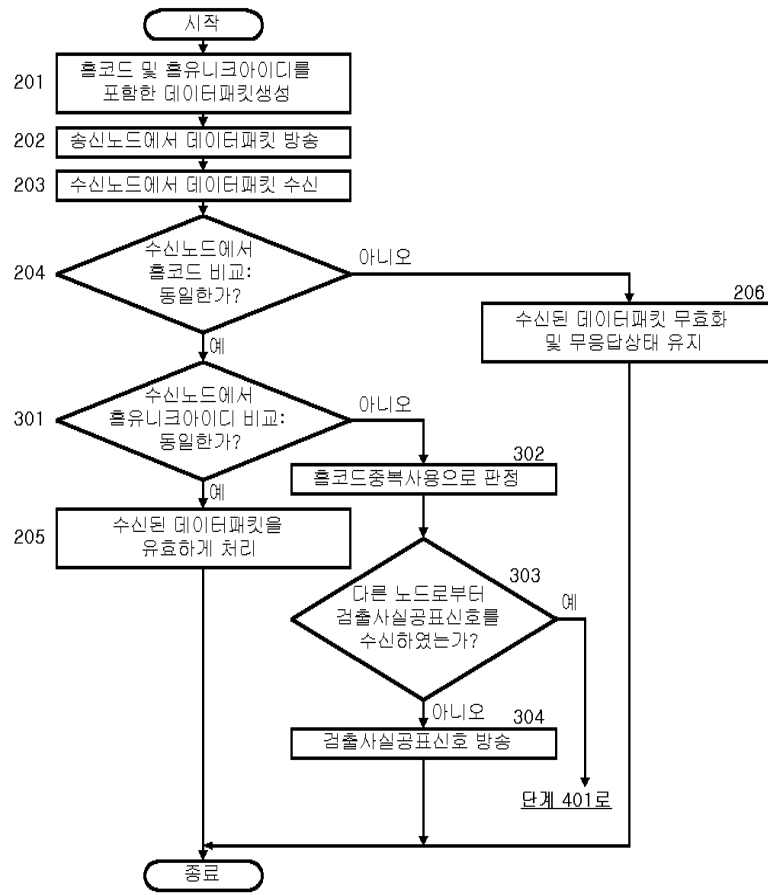 시작
201
홈코드 및 홈유니크아이디를
포함한 데이터패킷생성
202
송신노드에서 데이터패킷 방송
203
수신노드에서 데이터패킷 수신
204
수신노드에서
홈코드 비교:
동일한가?
아니오
예
206
수신된 데이터패킷 무효화
및 무응답상태 유지
301
수신노드에서
홈유니크아이디 비교:
동일한가?
아니오
예
302
홈코드중복사용으로 판정
205
수신된 데이터패킷을
유효하게 처리
303
다른 노드로부터
검출사실공표신호를
수신하였는가?
예
아니오
304
검출사실공표신호 방송
단계 401로
종료